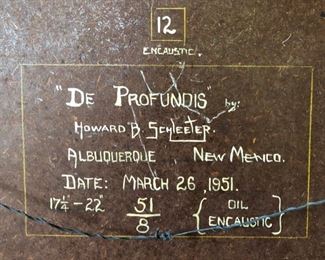 12
ENCAUSTIC.
"DE PROFUNDIS" by:
HOWARD B. SCHLEETER.
ALBUQUERQUE NEW MEXICO.
DATE: MARCH 26, 1951.
17¼ - 22" 51/8 { OIL ENCAUSTIC }